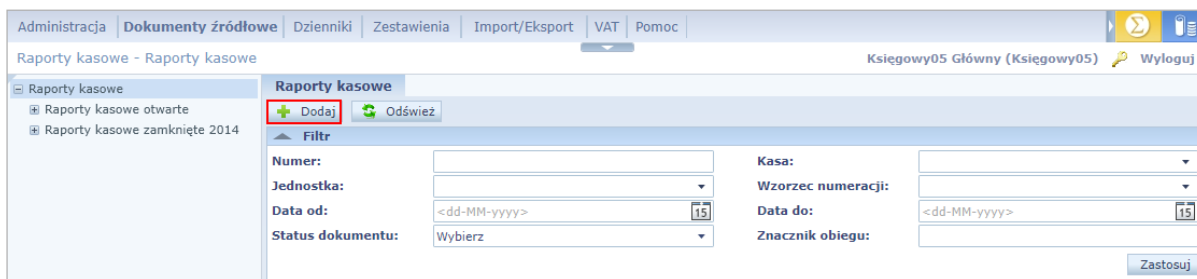 Administracja Dokumenty źródłowe Dzienniki Zestawienia Import/Eksport VAT Pomoc Σ
Raporty kasowe - Raporty kasowe Księgowy05 Główny (Księgowy05) Wyloguj
Raporty kasowe
Raporty kasowe otwarte
Raporty kasowe zamknięte 2014
Raporty kasowe
Dodaj Odśwież
Filtr
Numer: Kasa:
Jednostka: Wzorzec numeracji:
Data od: <dd-MM-yyyy> 15 Data do: <dd-MM-yyyy> 15
Status dokumentu: Wybierz Znacznik obiegu:
Zastosuj